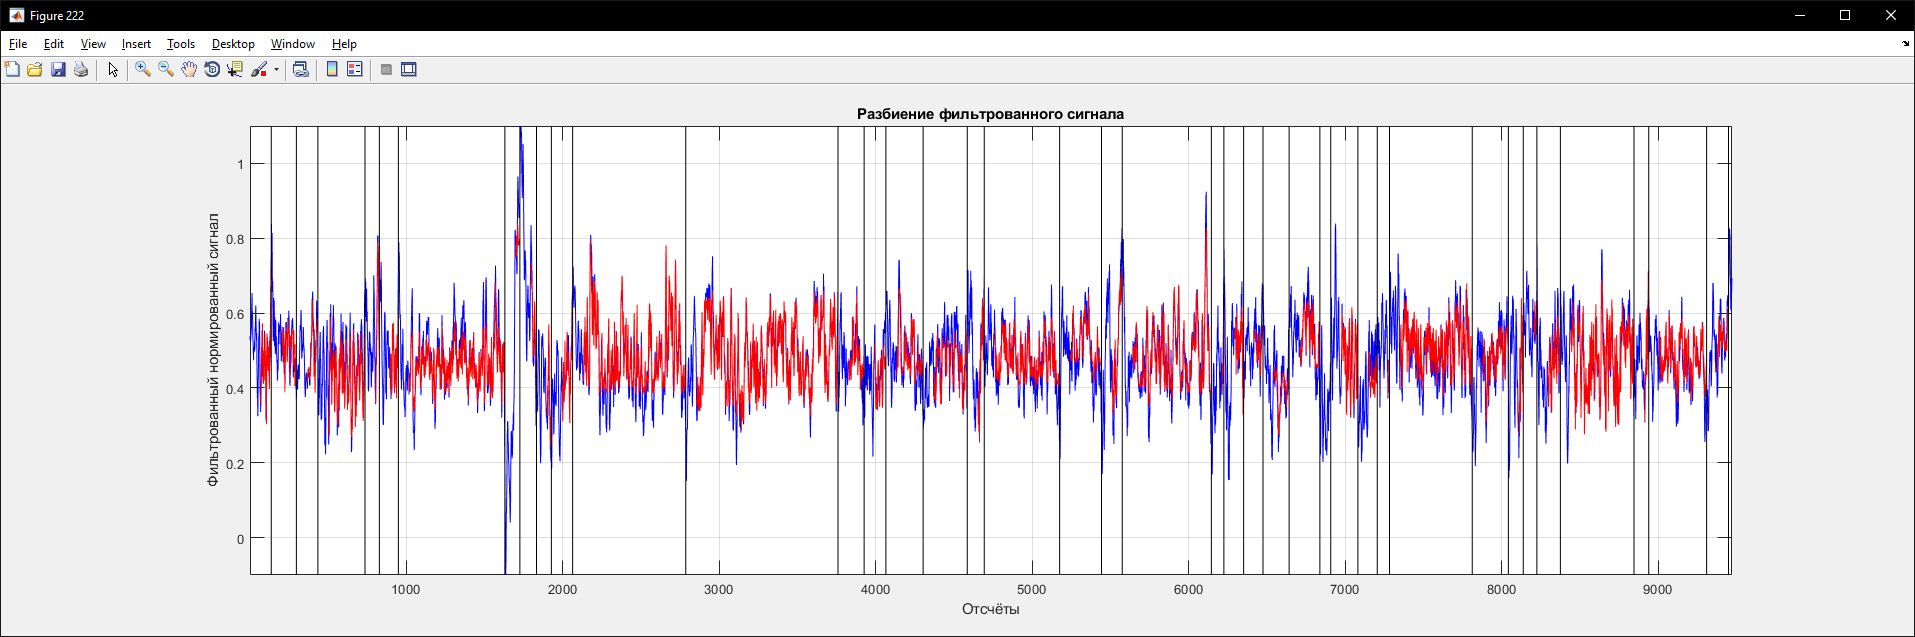 Figure 222
File Edit View Insert Tools Desktop Window Help
Разбиение фильтрованного сигнала
Фильтрованный нормированный сигнал
1
0.8
0.6
0.4
0.2
0
1000 2000 3000 4000 5000 6000 7000 8000 9000
Отсчёты